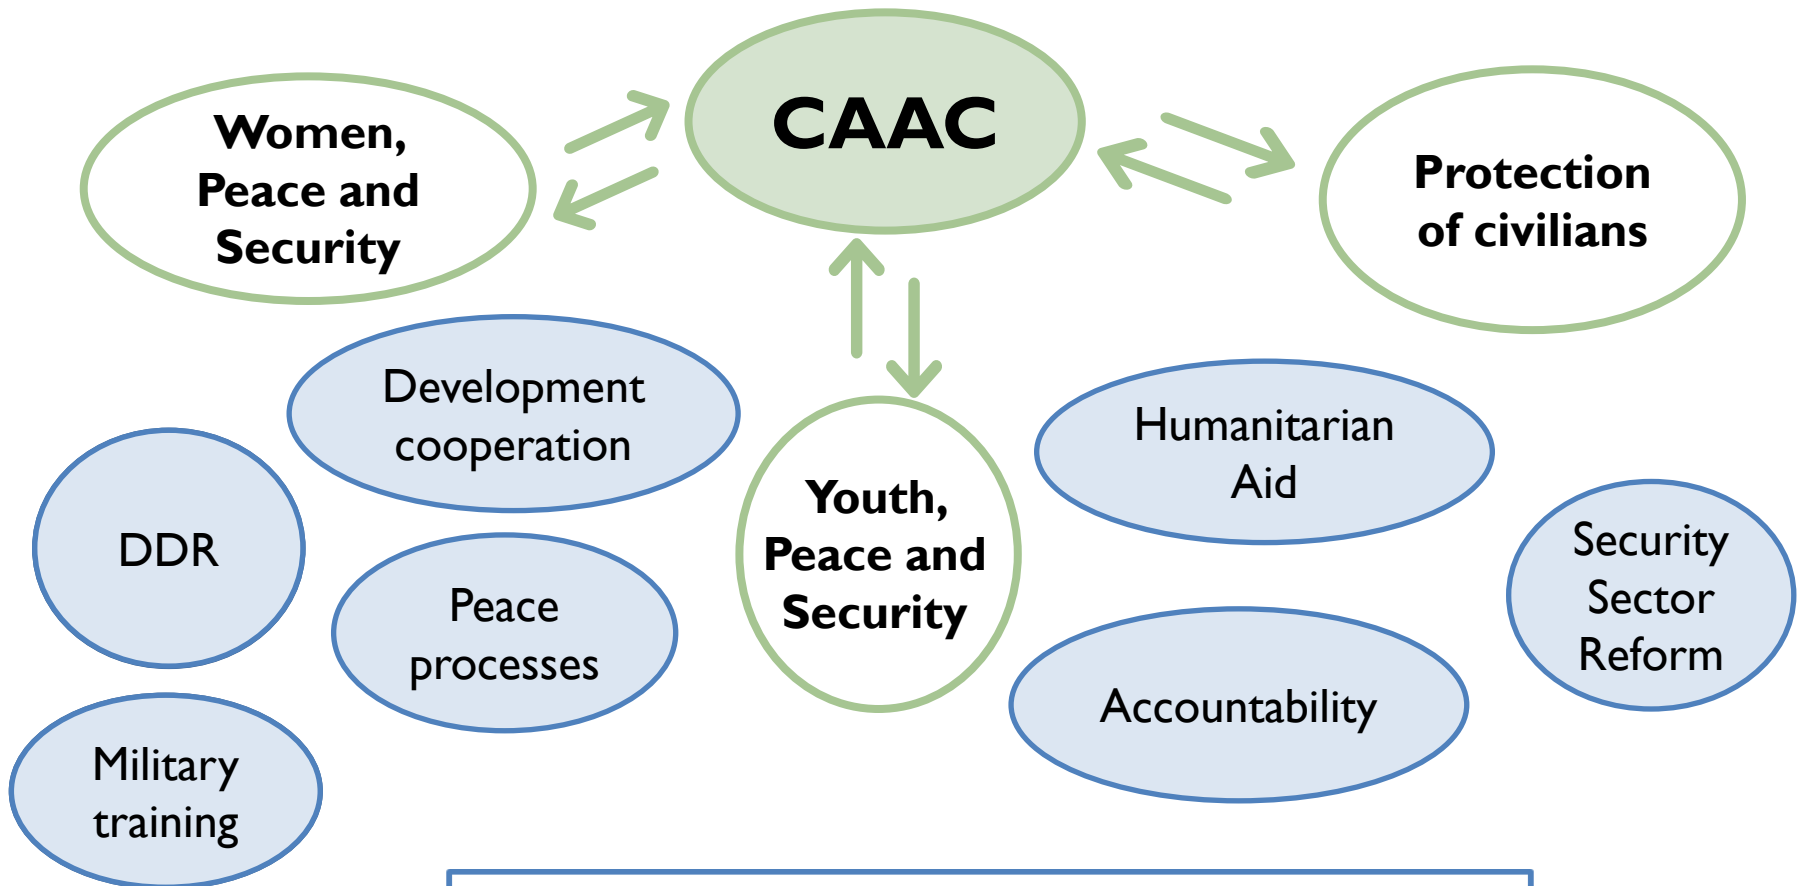 CAAC
Women,
Peace and
Security
Protection
of civilians
Development
cooperation
Humanitarian
Aid
DDR
Youth,
Peace and
Security
Security
Sector
Reform
Peace
processes
Accountability
Military
training